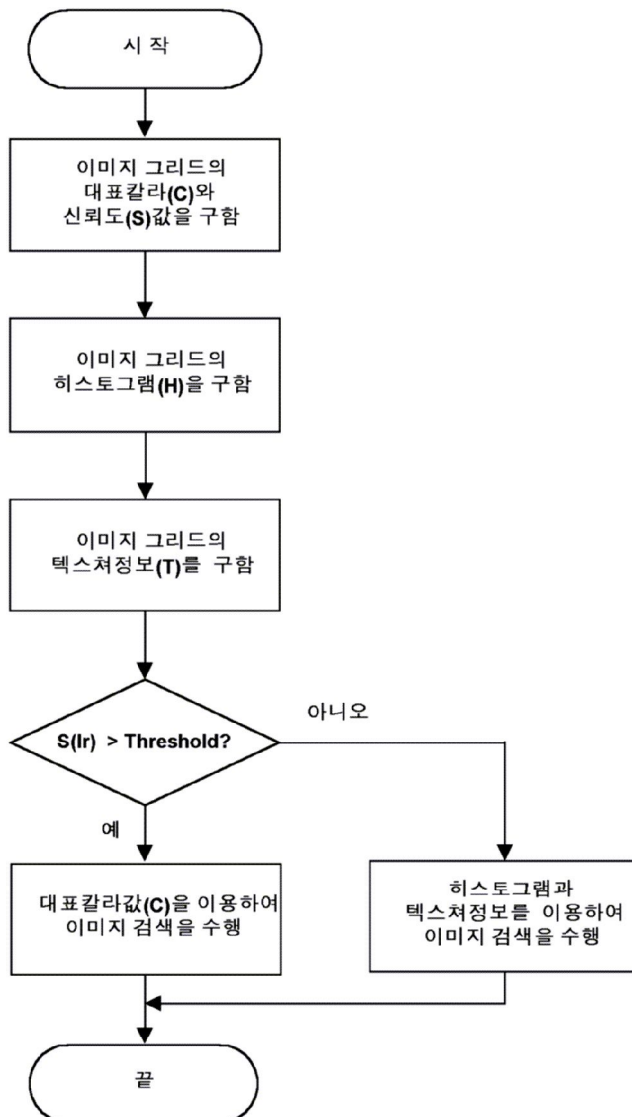 시 작
이미지 그리드의
대표칼라(C)와
신뢰도(S)값을 구함
이미지 그리드의
히스토그램(H)을 구함
이미지 그리드의
텍스쳐정보(T)를 구함
S(Ir) > Threshold?
아니오
예
대표칼라값(C)을 이용하여
이미지 검색을 수행
히스토그램과
텍스쳐정보를 이용하여
이미지 검색을 수행
끝